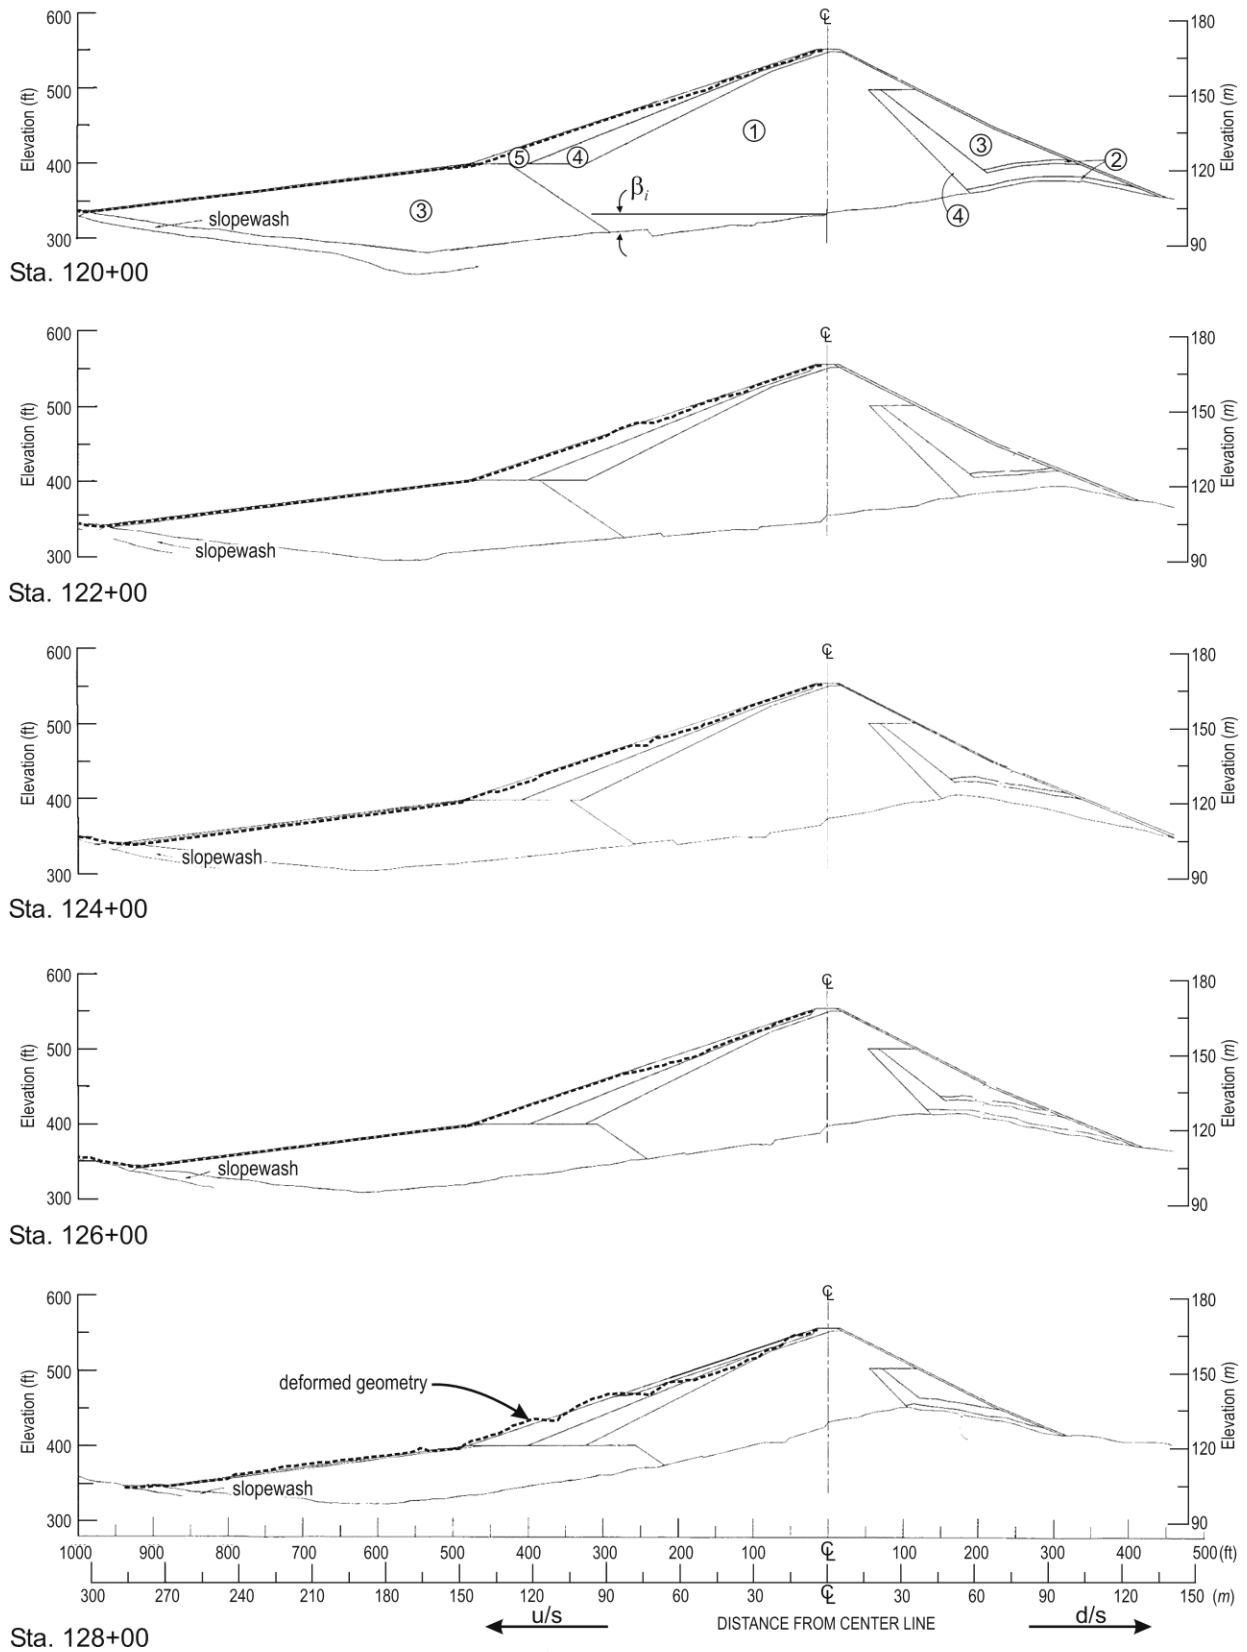 600
500
400
300
Elevation (ft)
℄
180
150
120
90
Elevation (m)
① ② ③ ④ ⑤ ④ ③
βi
slopewash
Sta. 120+00
600
500
400
300
Elevation (ft)
℄
180
150
120
90
Elevation (m)
slopewash
Sta. 122+00
600
500
400
300
Elevation (ft)
℄
180
150
120
90
Elevation (m)
slopewash
Sta. 124+00
600
500
400
300
Elevation (ft)
℄
180
150
120
90
Elevation (m)
slopewash
Sta. 126+00
600
500
400
300
Elevation (ft)
℄
180
150
120
90
Elevation (m)
deformed geometry
slopewash
1000 900 800 700 600 500 400 300 200 100 ℄ 100 200 300 400 500 (ft)
300 270 240 210 180 150 120 90 60 30 ℄ 30 60 90 120 150 (m)
u/s DISTANCE FROM CENTER LINE d/s
Sta. 128+00